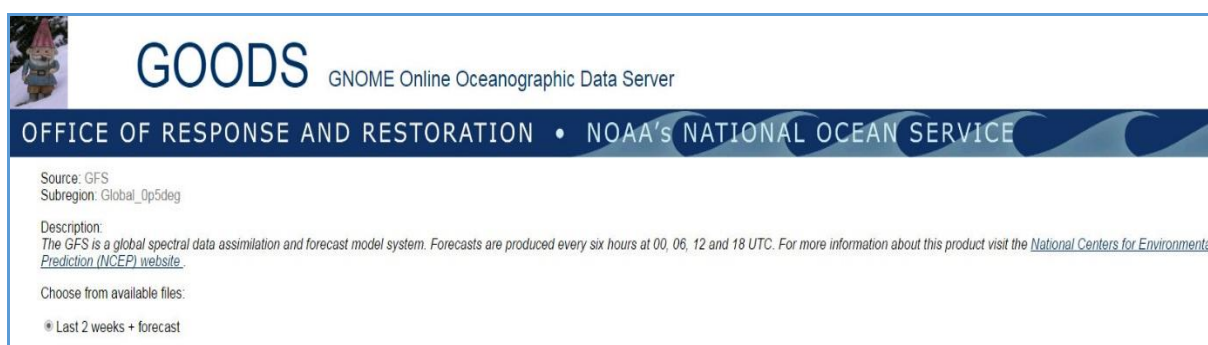 GOODS GNOME Online Oceanographic Data Server
OFFICE OF RESPONSE AND RESTORATION • NOAA's NATIONAL OCEAN SERVICE
Source: GFS
Subregion: Global_0p5deg
Description:
The GFS is a global spectral data assimilation and forecast model system. Forecasts are produced every six hours at 00, 06, 12 and 18 UTC. For more information about this product visit the National Centers for Environmenta
Prediction (NCEP) website .
Choose from available files:
Last 2 weeks + forecast